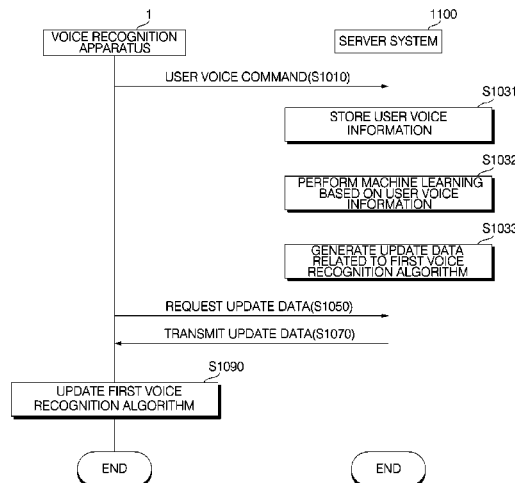 1
VOICE RECOGNITION
APPARATUS
1100
SERVER SYSTEM
USER VOICE COMMAND(S1010)
S1031
STORE USER VOICE
INFORMATION
S1032
PERFORM MACHINE LEARNING
BASED ON USER VOICE
INFORMATION
S1033
GENERATE UPDATE DATA
RELATED TO FIRST VOICE
RECOGNITION ALGORITHM
REQUEST UPDATE DATA(S1050)
TRANSMIT UPDATE DATA(S1070)
S1090
UPDATE FIRST VOICE
RECOGNITION ALGORITHM
END
END